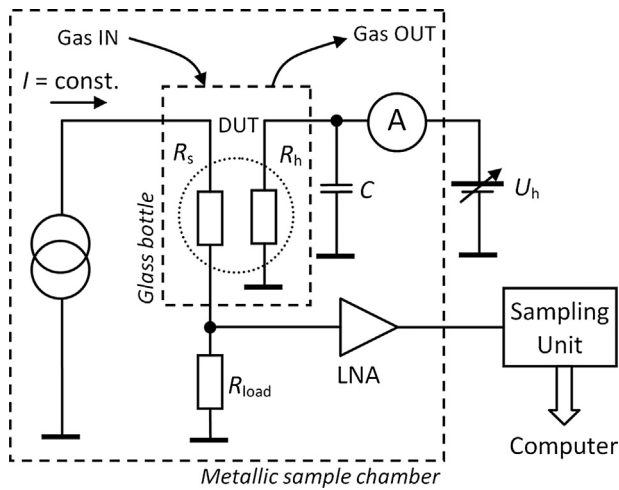 Gas IN
Gas OUT
I = const.
DUT
A
Rs
Rh
C
Uh
Glass bottle
Sampling
Unit
LNA
Rload
Computer
Metallic sample chamber